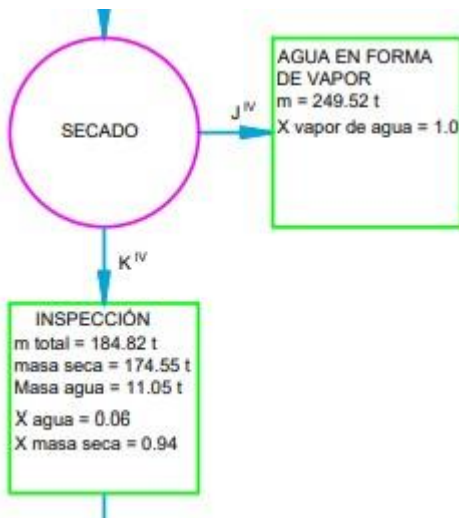 SECADO
J IV
AGUA EN FORMA
DE VAPOR
m = 249.52 t
X vapor de agua = 1.0
K IV
INSPECCIÓN
m total = 184.82 t
masa seca = 174.55 t
Masa agua = 11.05 t
X agua = 0.06
X masa seca = 0.94